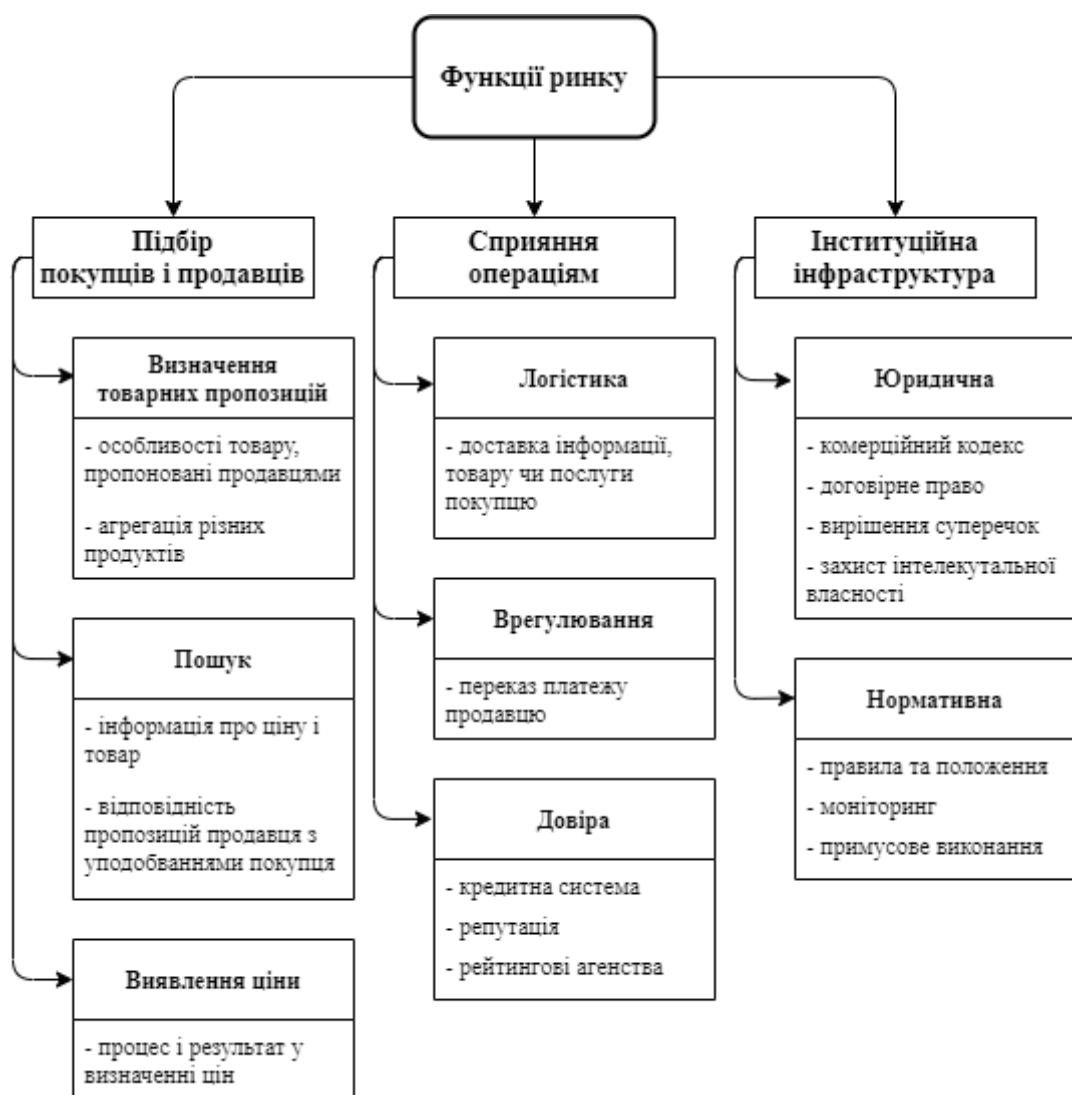 Функції ринку
Підбір
покупців і продавців
Визначення
товарних пропозицій
- особливості товару,
пропоновані продавцями
- агрегація різних
продуктів
Пошук
- інформація про ціну і
товар
- відповідність
пропозицій продавця з
уподобваннями покупця
Виявлення ціни
- процес і результат у
визначенні цін
Сприяння
операціям
Логістика
- доставка інформації,
товару чи послуги
покупцю
Врегулювання
- переказ платежу
продавцю
Довіра
- кредитна система
- репутація
- рейтингові агенства
Інституційна
інфраструктура
Юридична
- комерційний кодекс
- договірне право
- вирішення суперечок
- захист інтелекутальної
власності
Нормативна
- правила та положення
- моніторинг
- примусове виконання